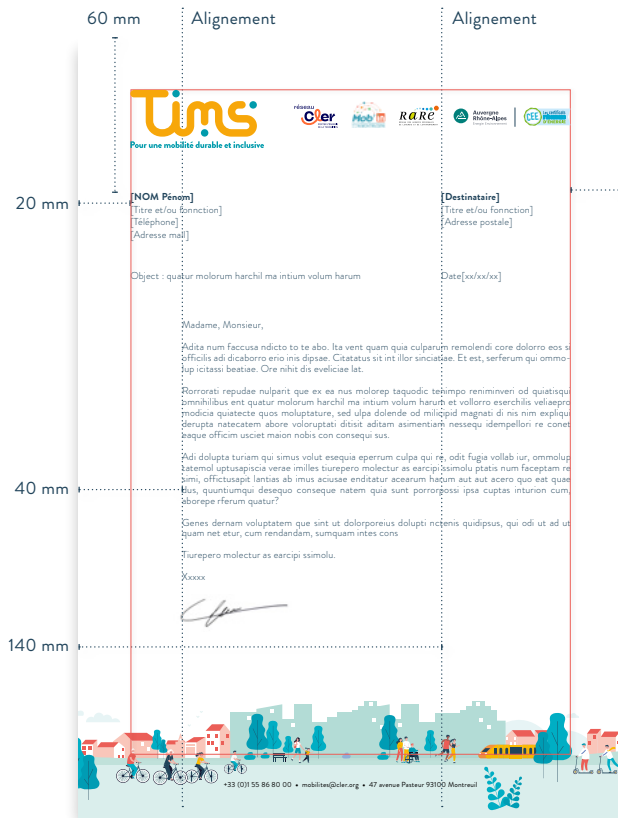 60 mm
Alignement
Alignement
Tims
Pour une mobilité durable et inclusive
réseau
Cler
Mob'In
RARE
Auvergne
Rhône-Alpes
CEE
20 mm
[NOM Pénom]
[Titre et/ou fonnction]
[Téléphone]
[Adresse mail]
[Destinataire]
[Titre et/ou fonnction]
[Adresse postale]
Object : quatur molorum harchil ma intium volum harum
Date[xx/xx/xx]
Madame, Monsieur,
Adita num faccusa ndicto to te abo. Ita vent quam quia culparum remolendi core dolorro eos si
officilis adi dicaborro erio inis dipsae. Citatatus sit int illor sinciatiae. Et est, serferum qui ommo-
lup icitassi beatiae. Ore nihit dis eveliciae lat.
Rorrorati repudae nulparit que ex ea nus molorep taquodic tenimpo reniminveri od quiatisqui
omnihilibus ent quatur molorum harchil ma intium volum harum et vollorro exerchilis veliaepro
modicia quiatecte quos moluptature, sed ulpa dolende od milicipid magnati di nis nim expliqui
derupta natecatem abore voloruptati ditisit aditam asimentiam nessequ idempellori re conet
eaque officim usciet maion nobis con consequi sus.
Adi dolupta turiam qui simus volut esequia eperrum culpa qui re, odit fugia vollab iur, ommolup
tatemol uptusapiscia verae imilles tiurepero molectur as earcipi ssimolu ptatis num faceptam re
simi, offictusapit lantias ab imus aciusae enditatur acearum harum aut aut acero quo eat quae
dus, quuntiumqui desequo conseque natem quia sunt porrorpossi ipsa cuptas inturion cum,
aborepe rferum quatur?
40 mm
Genes dernam voluptatem que sint ut dolorporeius dolupti nctenis quidipsus, qui odi ut ad ut
quam net etur, cum rendandam, sumquam intes cons
Tiurepero molectur as earcipi ssimolu.
Xxxxx
140 mm
+33 (0)1 55 86 80 00 • mobilites@cler.org • 47 avenue Pasteur 93100 Montreuil